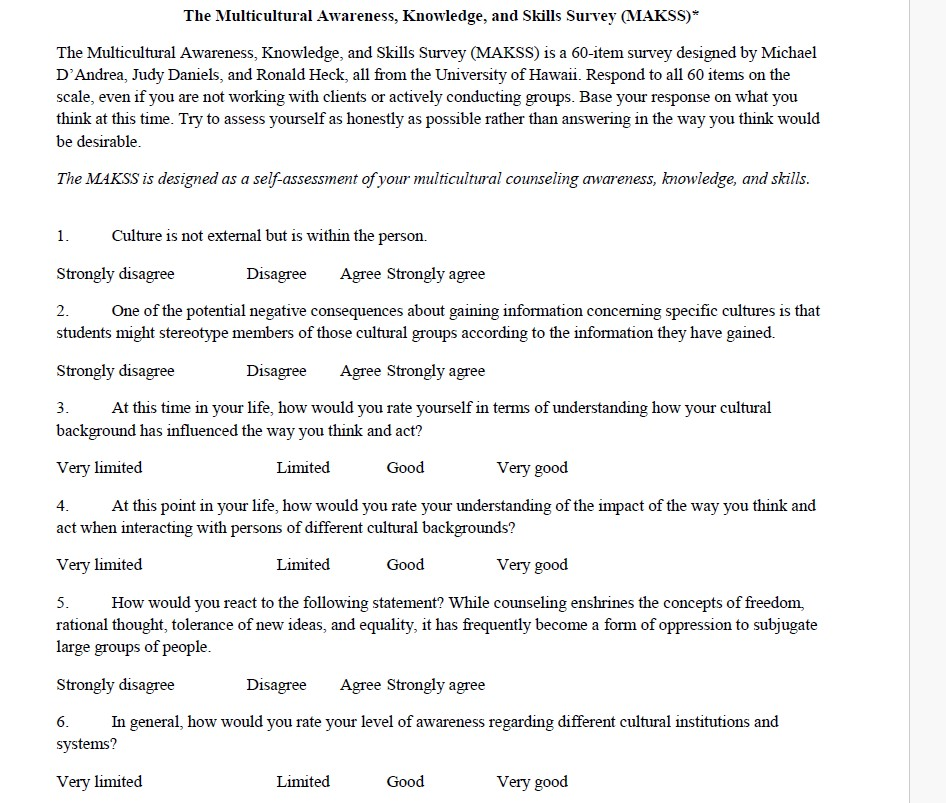 The Multicultural Awareness, Knowledge, and Skills Survey (MAKSS)*
The Multicultural Awareness, Knowledge, and Skills Survey (MAKSS) is a 60-item survey designed by Michael
D’Andrea, Judy Daniels, and Ronald Heck, all from the University of Hawaii. Respond to all 60 items on the
scale, even if you are not working with clients or actively conducting groups. Base your response on what you
think at this time. Try to assess yourself as honestly as possible rather than answering in the way you think would
be desirable.
The MAKSS is designed as a self-assessment of your multicultural counseling awareness, knowledge, and skills.
1. Culture is not external but is within the person.
Strongly disagree Disagree Agree Strongly agree
2. One of the potential negative consequences about gaining information concerning specific cultures is that
students might stereotype members of those cultural groups according to the information they have gained.
Strongly disagree Disagree Agree Strongly agree
3. At this time in your life, how would you rate yourself in terms of understanding how your cultural
background has influenced the way you think and act?
Very limited Limited Good Very good
4. At this point in your life, how would you rate your understanding of the impact of the way you think and
act when interacting with persons of different cultural backgrounds?
Very limited Limited Good Very good
5. How would you react to the following statement? While counseling enshrines the concepts of freedom,
rational thought, tolerance of new ideas, and equality, it has frequently become a form of oppression to subjugate
large groups of people.
Strongly disagree Disagree Agree Strongly agree
6. In general, how would you rate your level of awareness regarding different cultural institutions and
systems?
Very limited Limited Good Very good